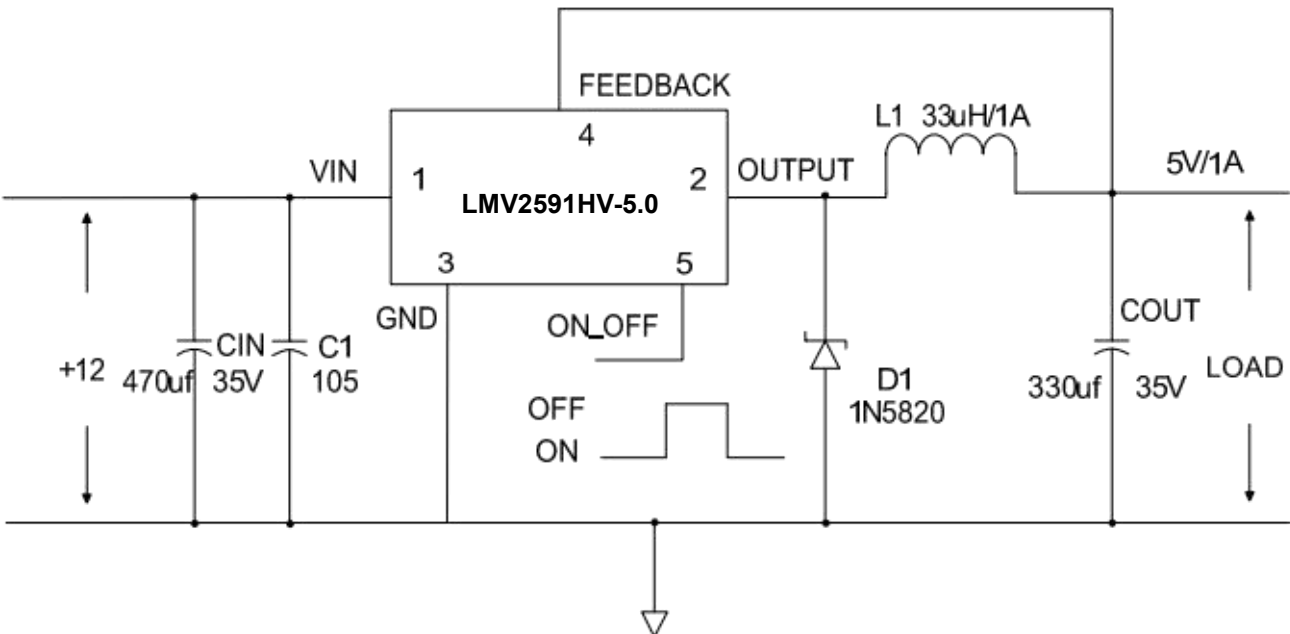 FEEDBACK
4
L1 33uH/1A
VIN
1
2
OUTPUT
5V/1A
LMV2591HV-5.0
3
5
GND
ON_OFF
COUT
CIN
C1
+12
470uf
35V
105
D1
1N5820
330uf
35V
LOAD
OFF
ON